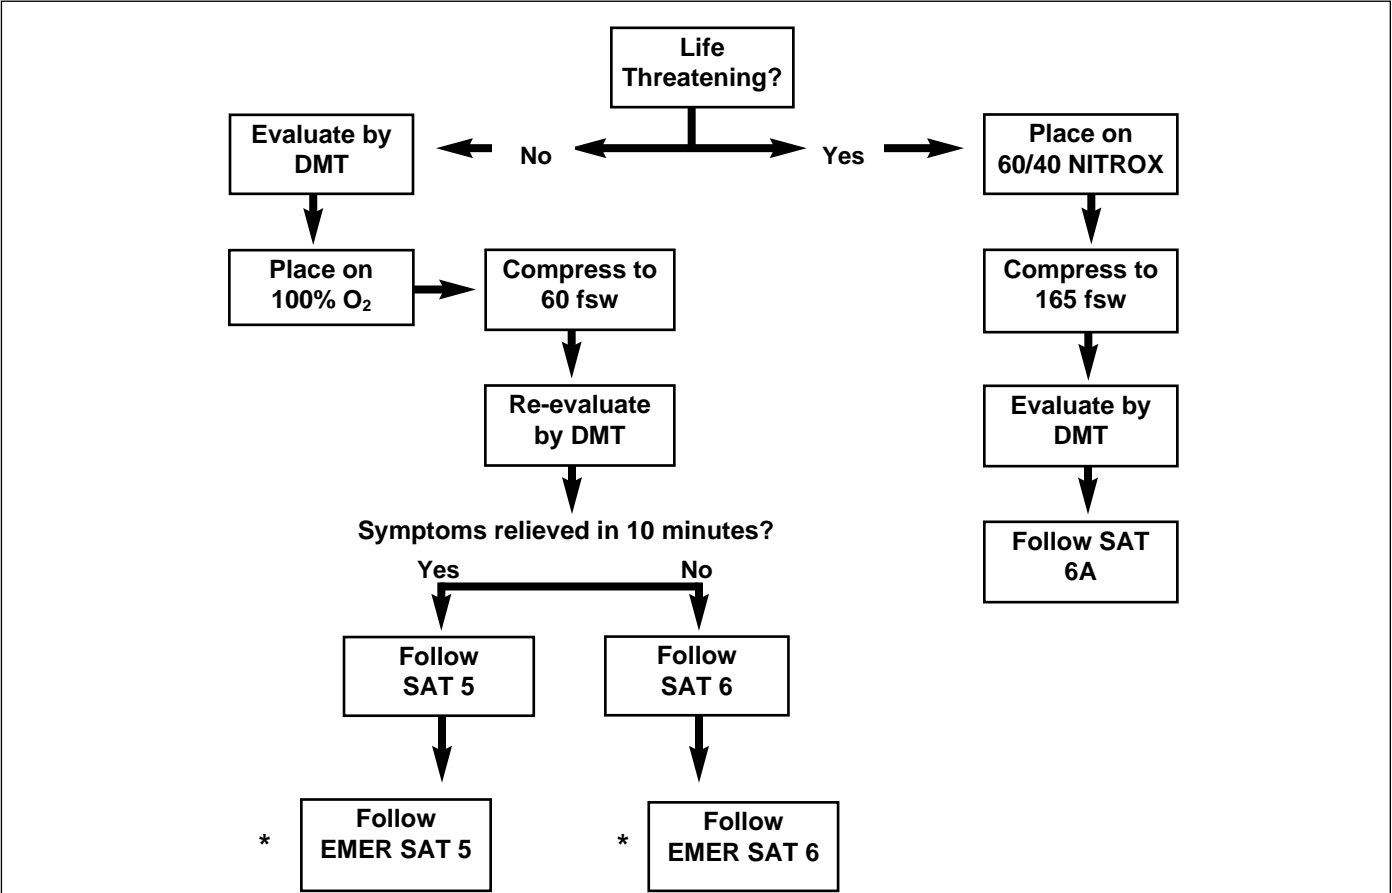 Life
Threatening?
No
Yes
Evaluate by
DMT
Place on
60/40 NITROX
Place on
100% O₂
Compress to
60 fsw
Compress to
165 fsw
Re-evaluate
by DMT
Evaluate by
DMT
Symptoms relieved in 10 minutes?
Yes
No
Follow SAT
6A
Follow
SAT 5
Follow
SAT 6
*
Follow
EMER SAT 5
*
Follow
EMER SAT 6